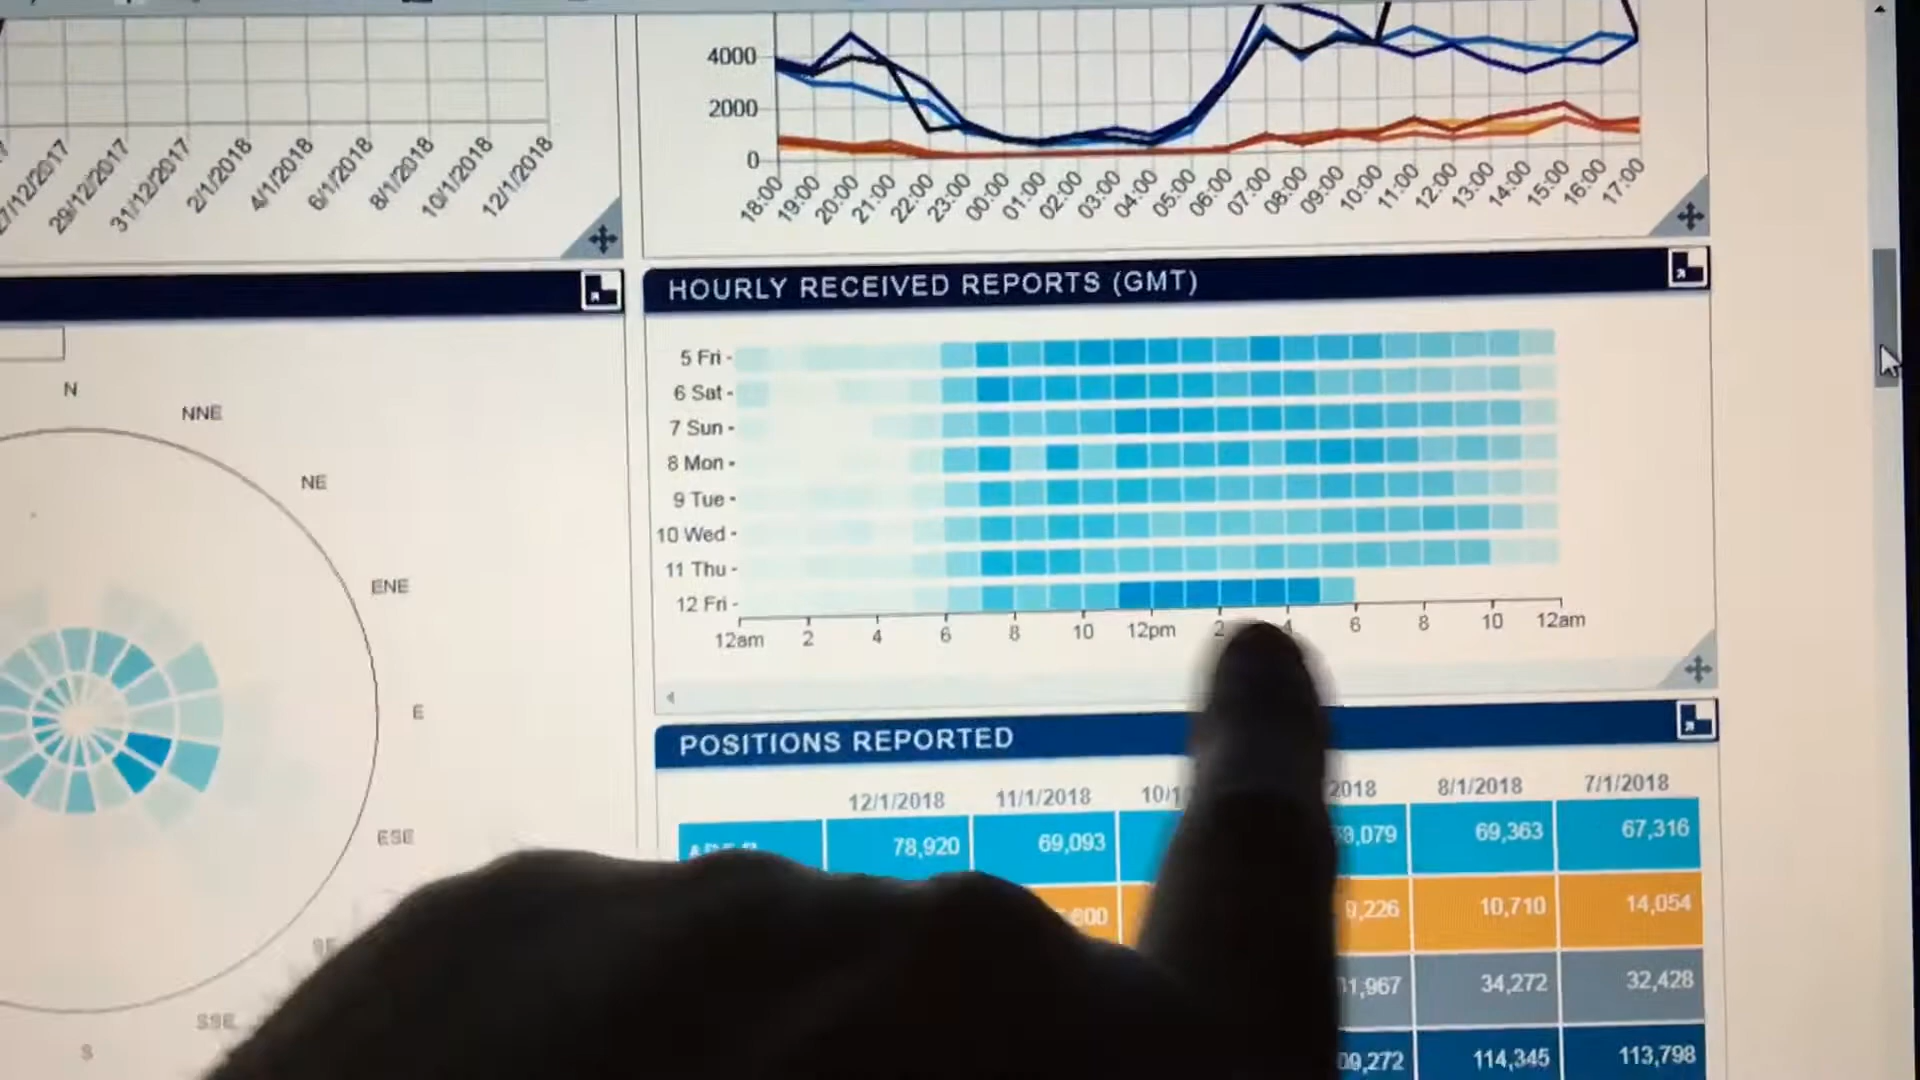 4000
2000
0
27/12/2017
29/12/2017
31/12/2017
2/1/2018
4/1/2018
6/1/2018
8/1/2018
10/1/2018
12/1/2018
18:00
19:00
20:00
21:00
22:00
23:00
00:00
01:00
02:00
03:00
04:00
05:00
06:00
07:00
08:00
09:00
10:00
11:00
12:00
13:00
14:00
15:00
16:00
17:00
HOURLY RECEIVED REPORTS (GMT)
5 Fri
6 Sat
7 Sun
8 Mon
9 Tue
10 Wed
11 Thu
12 Fri
12am 2 4 6 8 10 12pm 2 4 6 8 10 12am
N
NNE
NE
ENE
E
ESE
SSE
S
POSITIONS REPORTED
12/1/2018 11/1/2018 2018 8/1/2018 7/1/2018
78,920 69,093 69,363 67,316
9,226 10,710 14,054
34,272 32,428
114,345 113,798